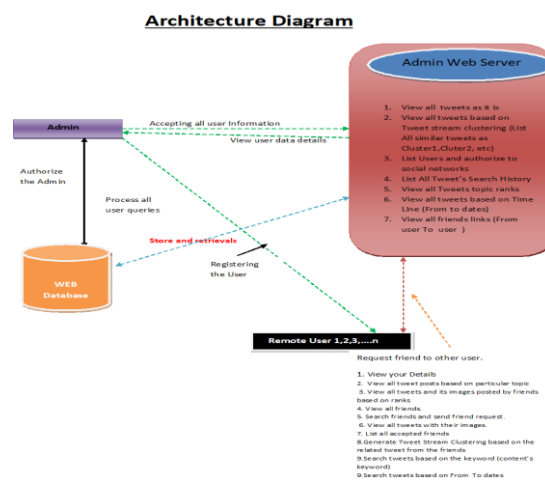 Architecture Diagram
Admin Web Server
1. View all tweets as it is
2. View all tweets based on
Tweet stream clustering (List
All similar tweets as
Cluster1,Cluter2, etc)
3. List Users and authorize to
social networks
4. List All Tweet's Search History
5. View all Tweets topic ranks
6. View all tweets based on Time
Line (From to dates)
7. View all friends links (From
user To user )
Admin
Accepting all user Information
View user data details
Authorize
the Admin
Process all
user queries
Store and retrievals
Registering
the User
WEB
Database
Remote User 1,2,3,....n
Request friend to other user.
1. View your Details
2. View all tweet posts based on particular topic
3. View all tweets and its images posted by friends
based on ranks
4. View all friends.
5. Search friends and send friend request.
6. View all tweets with their images.
7. List all accepted friends
8.Generate Tweet Stream Clustering based on the
related tweet from the friends
9.Search tweets based on the keyword (content's
keyword)
9.Search tweets based on From To dates